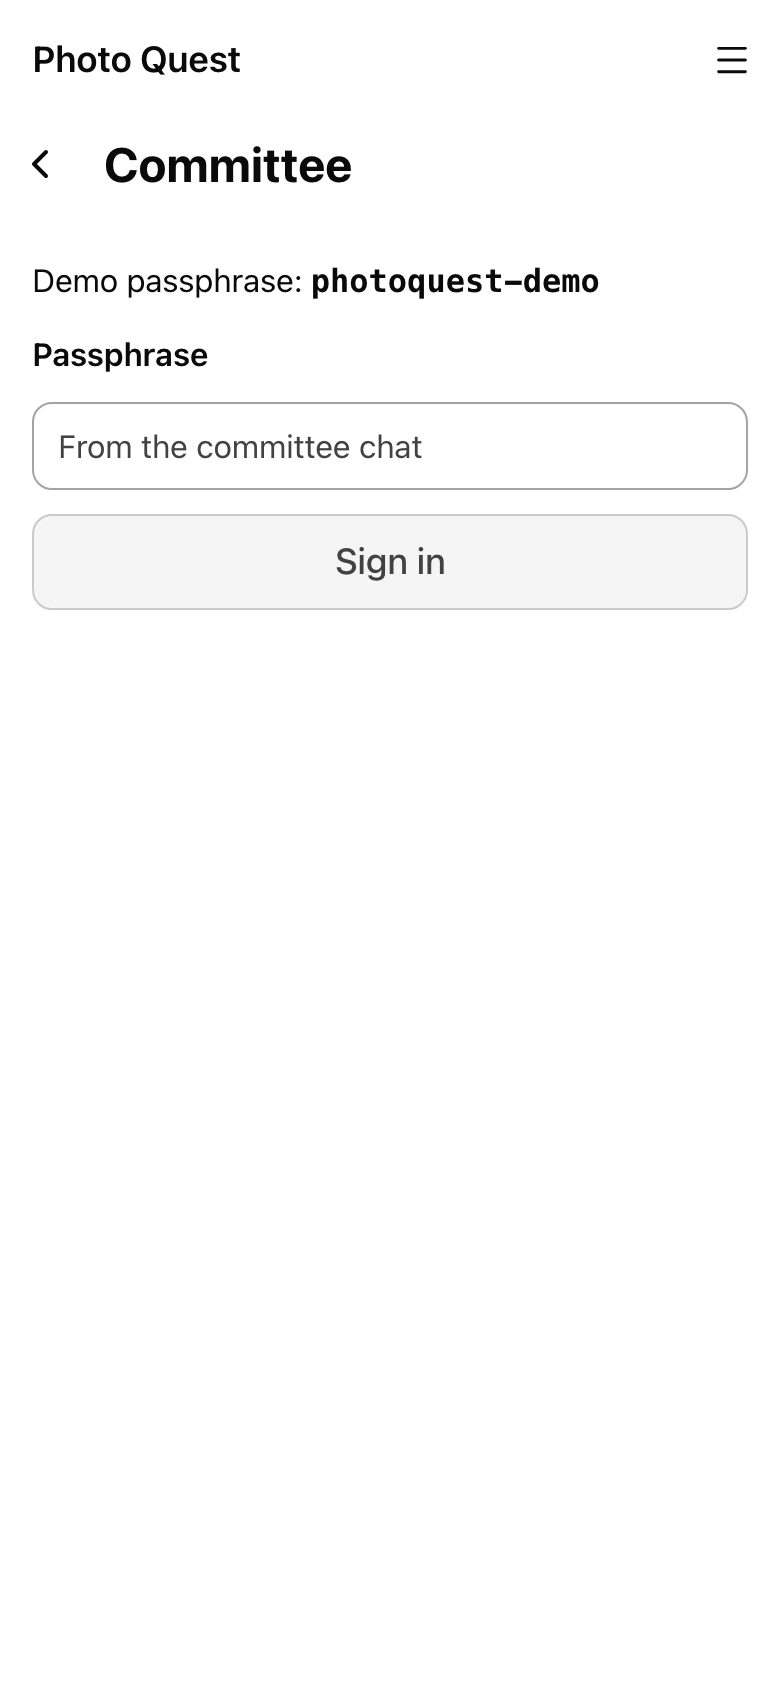 Photo Quest
Committee
Demo passphrase: photoquest-demo
Passphrase
From the committee chat
Sign in